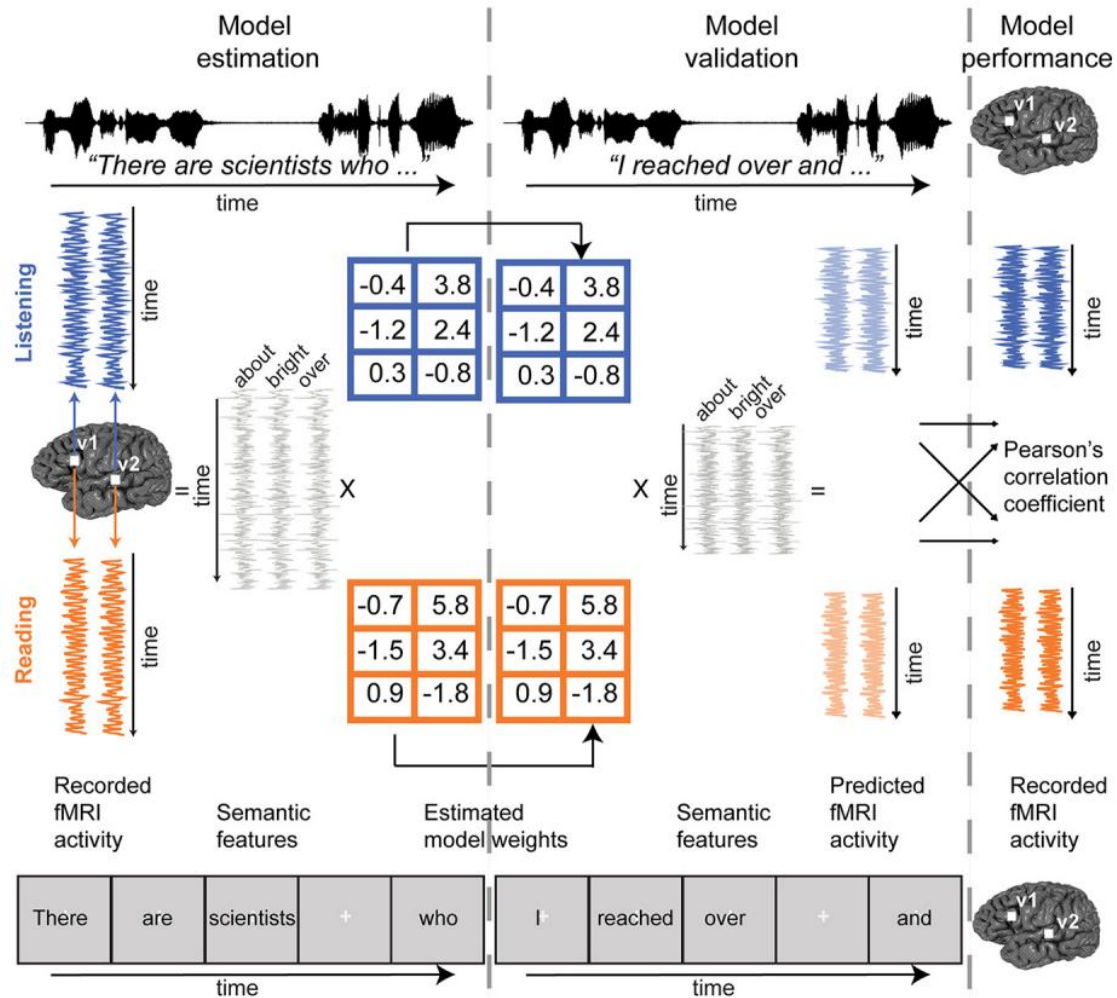 Model
estimation
Model
validation
Model
performance
v1
v2
“There are scientists who ...”
“I reached over and ... ”
time
time
Listening
time
-0.4 3.8
-1.2 2.4
0.3 -0.8
-0.4 3.8
-1.2 2.4
0.3 -0.8
time
time
about bright over
about bright over
v1
v2
=
time
X
X
time
=
Pearson’s
correlation
coefficient
Reading
time
-0.7 5.8
-1.5 3.4
0.9 -1.8
-0.7 5.8
-1.5 3.4
0.9 -1.8
time
time
Recorded
fMRI
activity
Semantic
features
Estimated
model weights
Semantic
features
Predicted
fMRI
activity
Recorded
fMRI
activity
There are scientists + who
I+ reached over + and
v1
v2
time
time